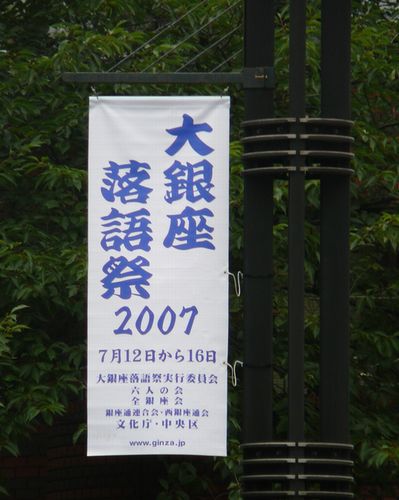 大銀座
落語祭
2007
7月12日から16日
大銀座落語祭実行委員会
六人の会
全銀座会
銀座通連合会・西銀座通会
文化庁・中央区
www.ginza.jp